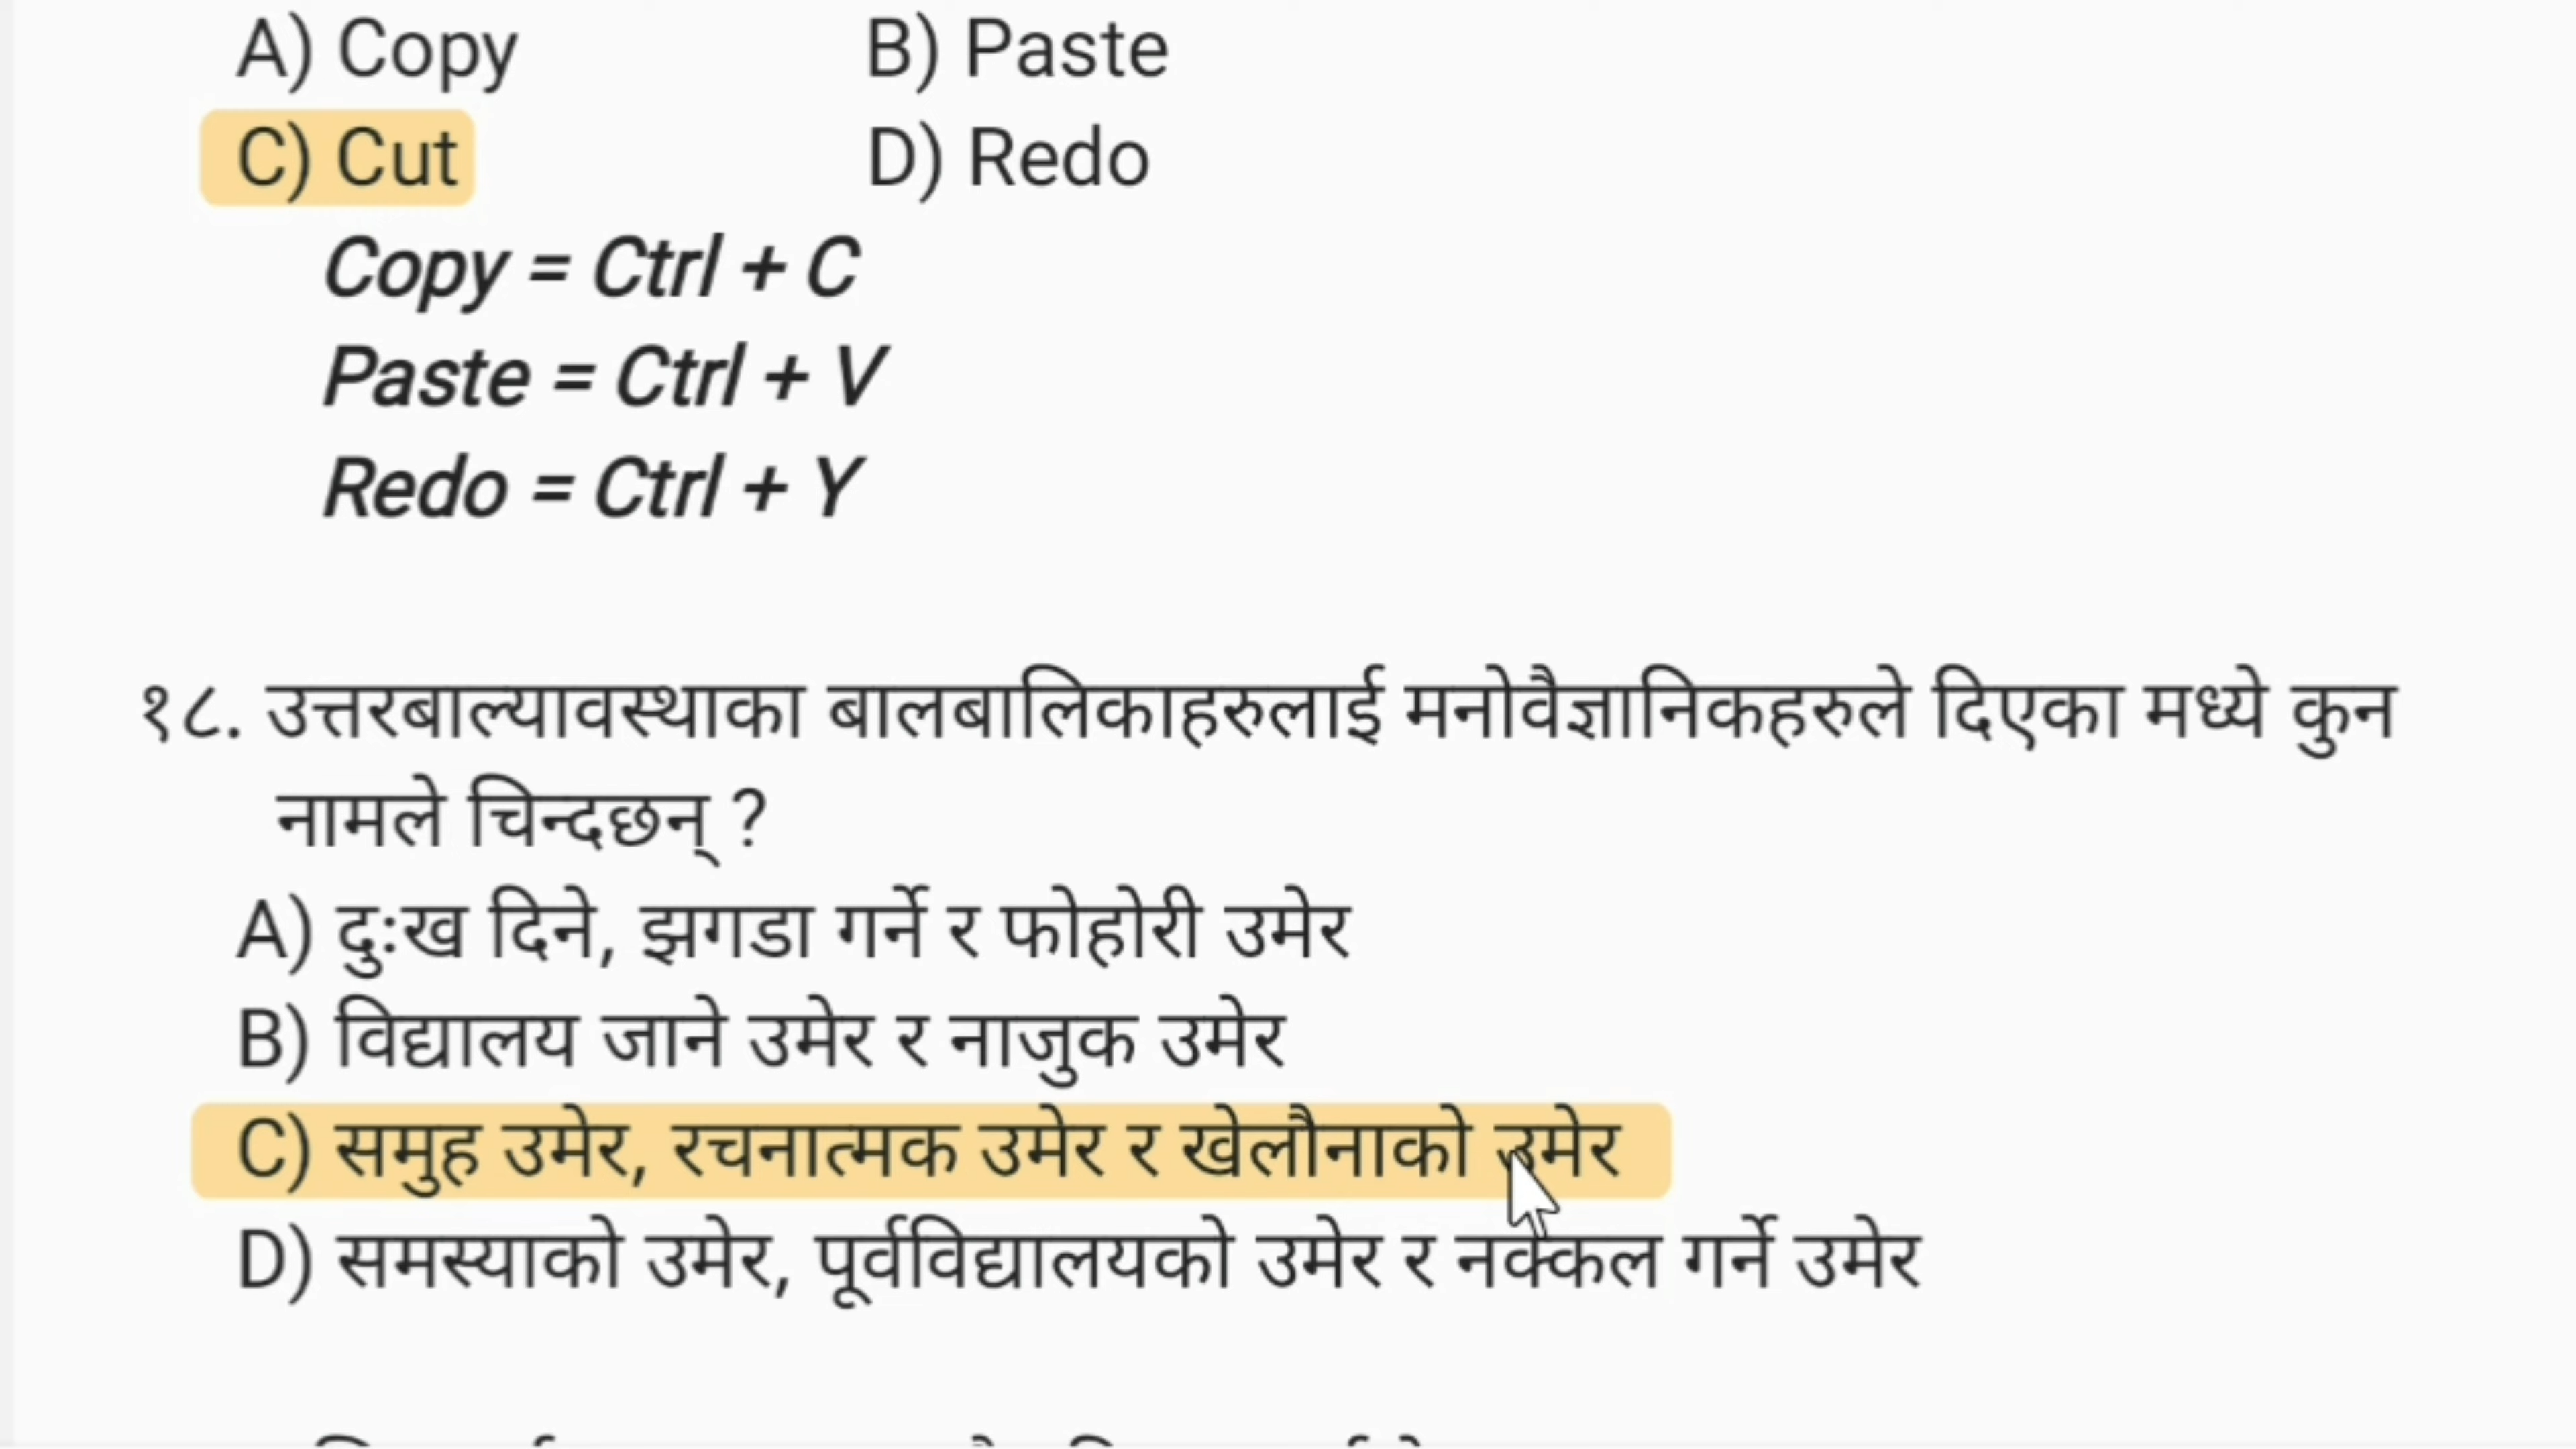 A) Copy B) Paste
C) Cut D) Redo
Copy = Ctrl + C
Paste = Ctrl + V
Redo = Ctrl + Y
१८. उत्तरबाल्यावस्थाका बालबालिकाहरुलाई मनोवैज्ञानिकहरुले दिएका मध्ये कुन
नामले चिन्दछन् ?
A) दुःख दिने, झगडा गर्ने र फोहोरी उमेर
B) विद्यालय जाने उमेर र नाजुक उमेर
C) समुह उमेर, रचनात्मक उमेर र खेलौनाको उमेर
D) समस्याको उमेर, पूर्वविद्यालयको उमेर र नक्कल गर्ने उमेर